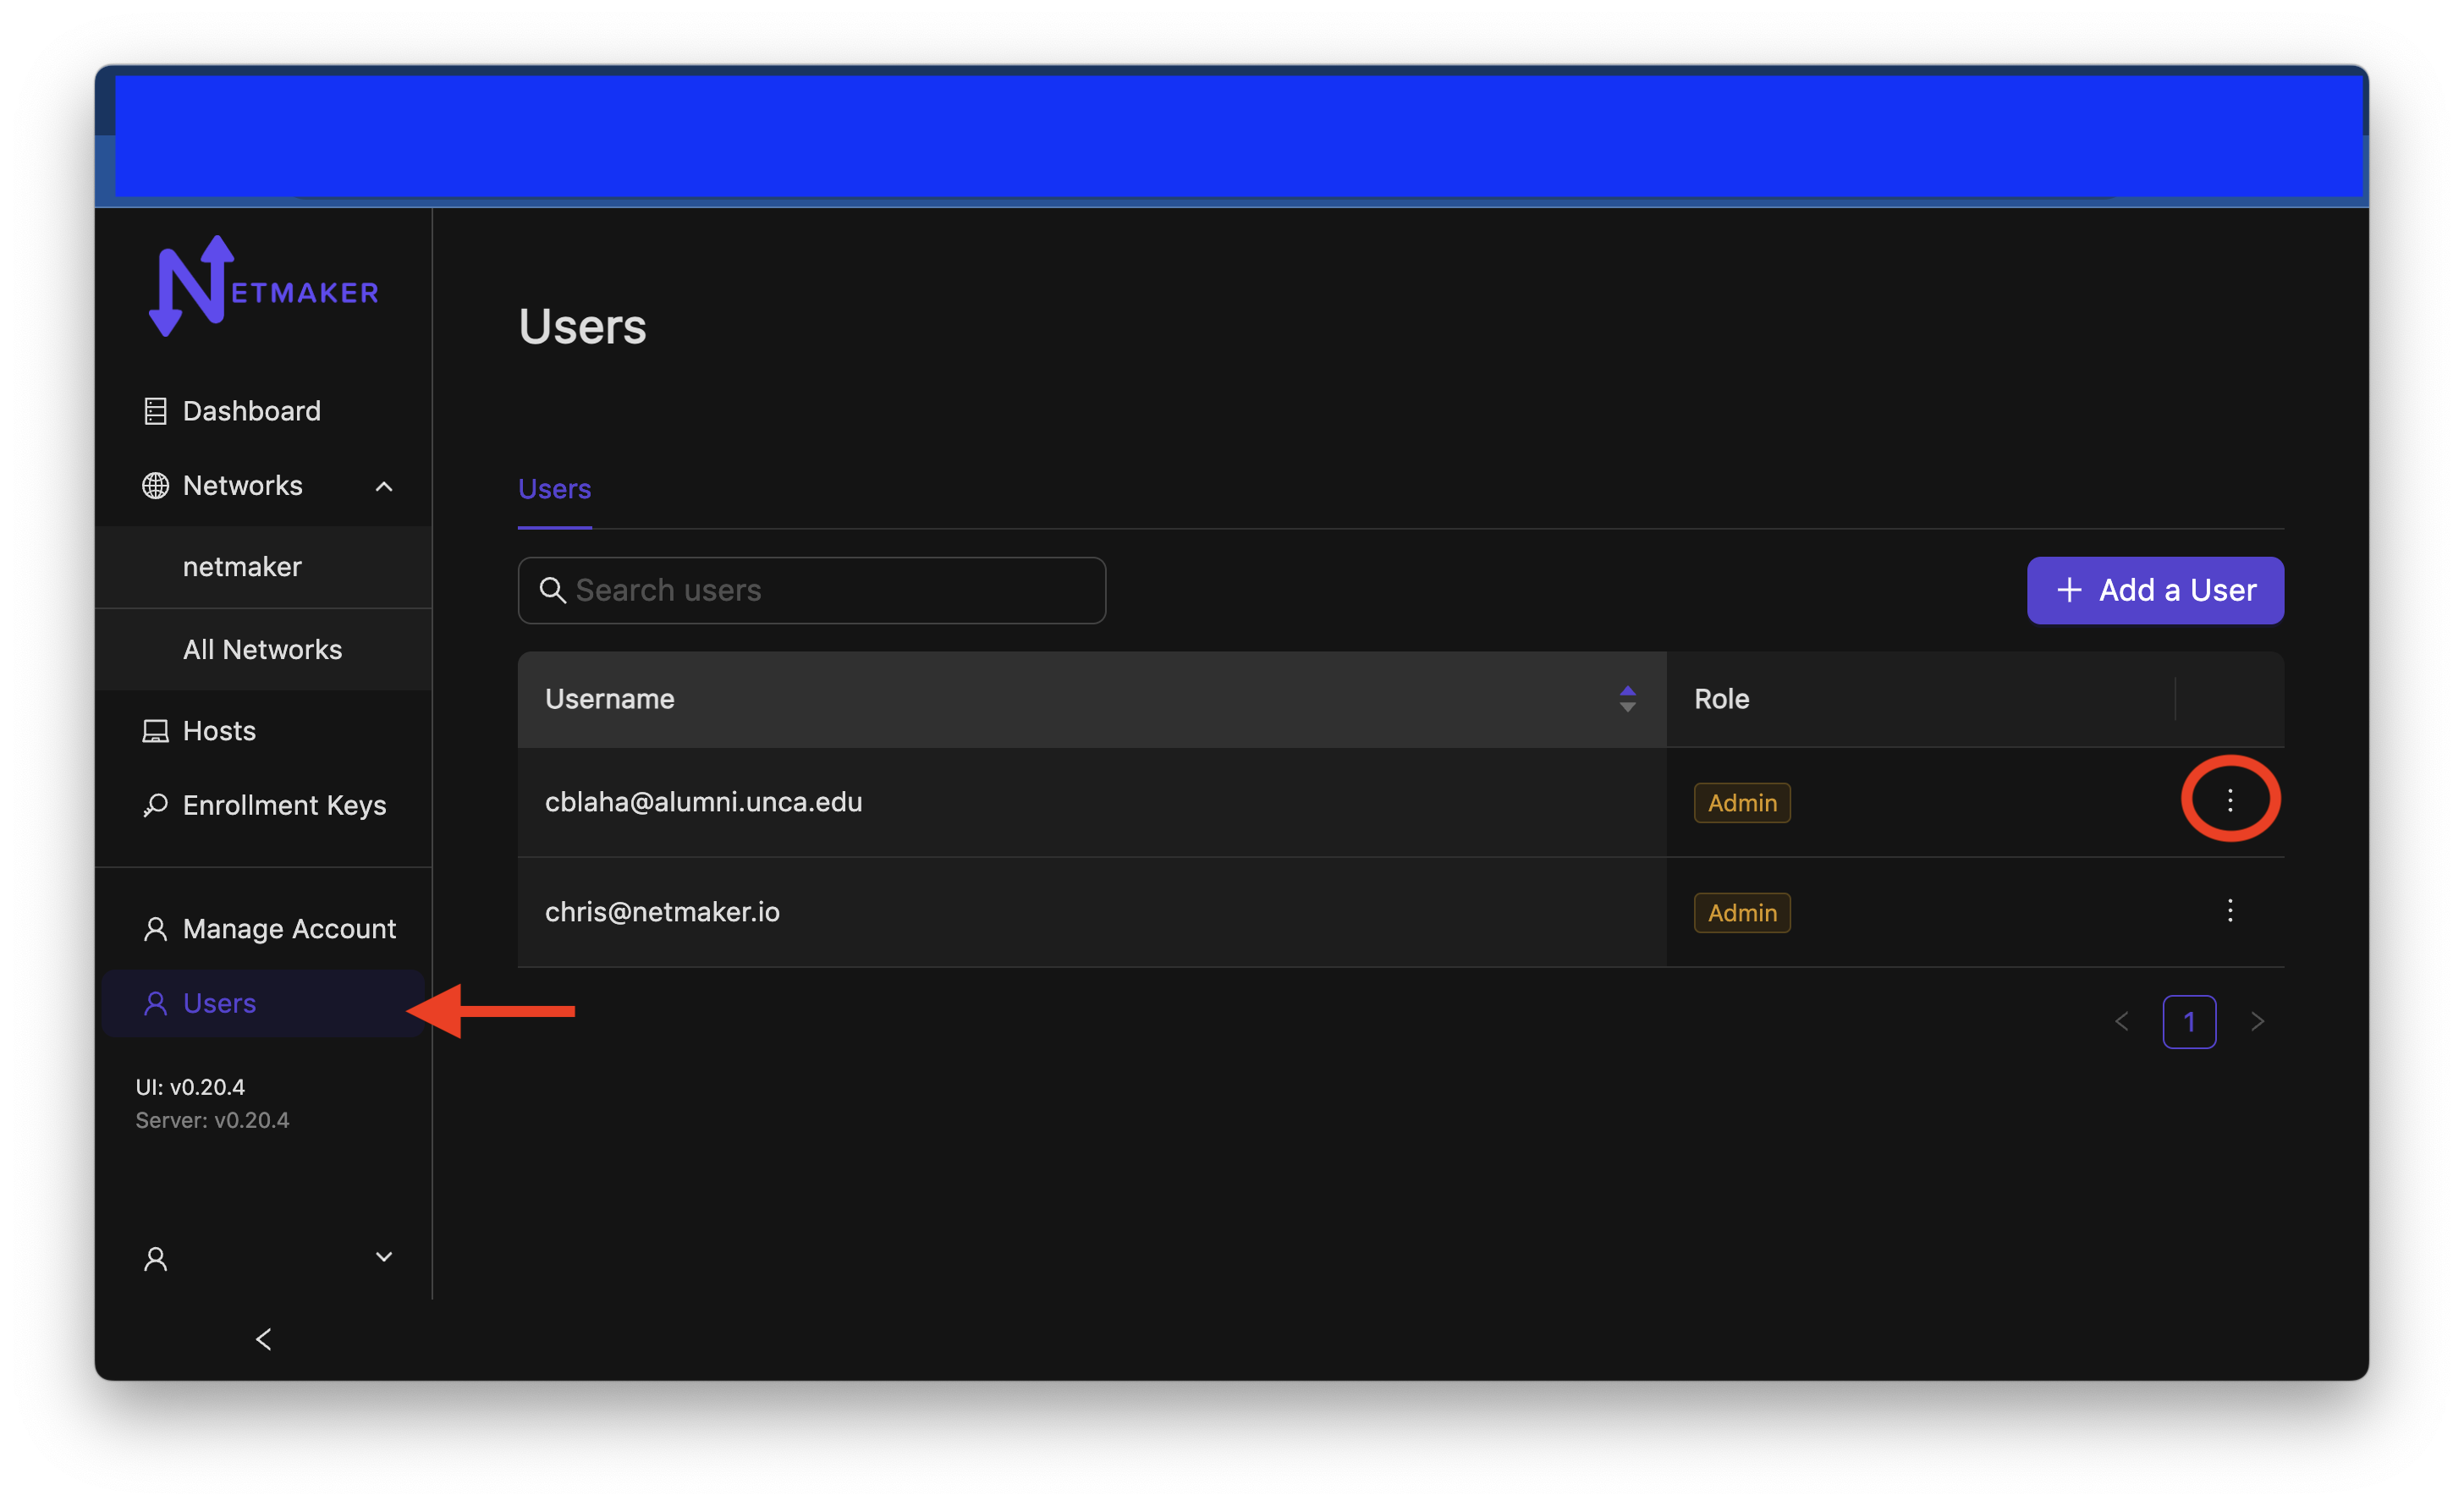 NETMAKER
Dashboard
Networks
netmaker
All Networks
Hosts
Enrollment Keys
Manage Account
Users
UI: v0.20.4
Server: v0.20.4
Users
Users
Search users
+ Add a User
Username Role
cblaha@alumni.unca.edu Admin
chris@netmaker.io Admin
< 1 >